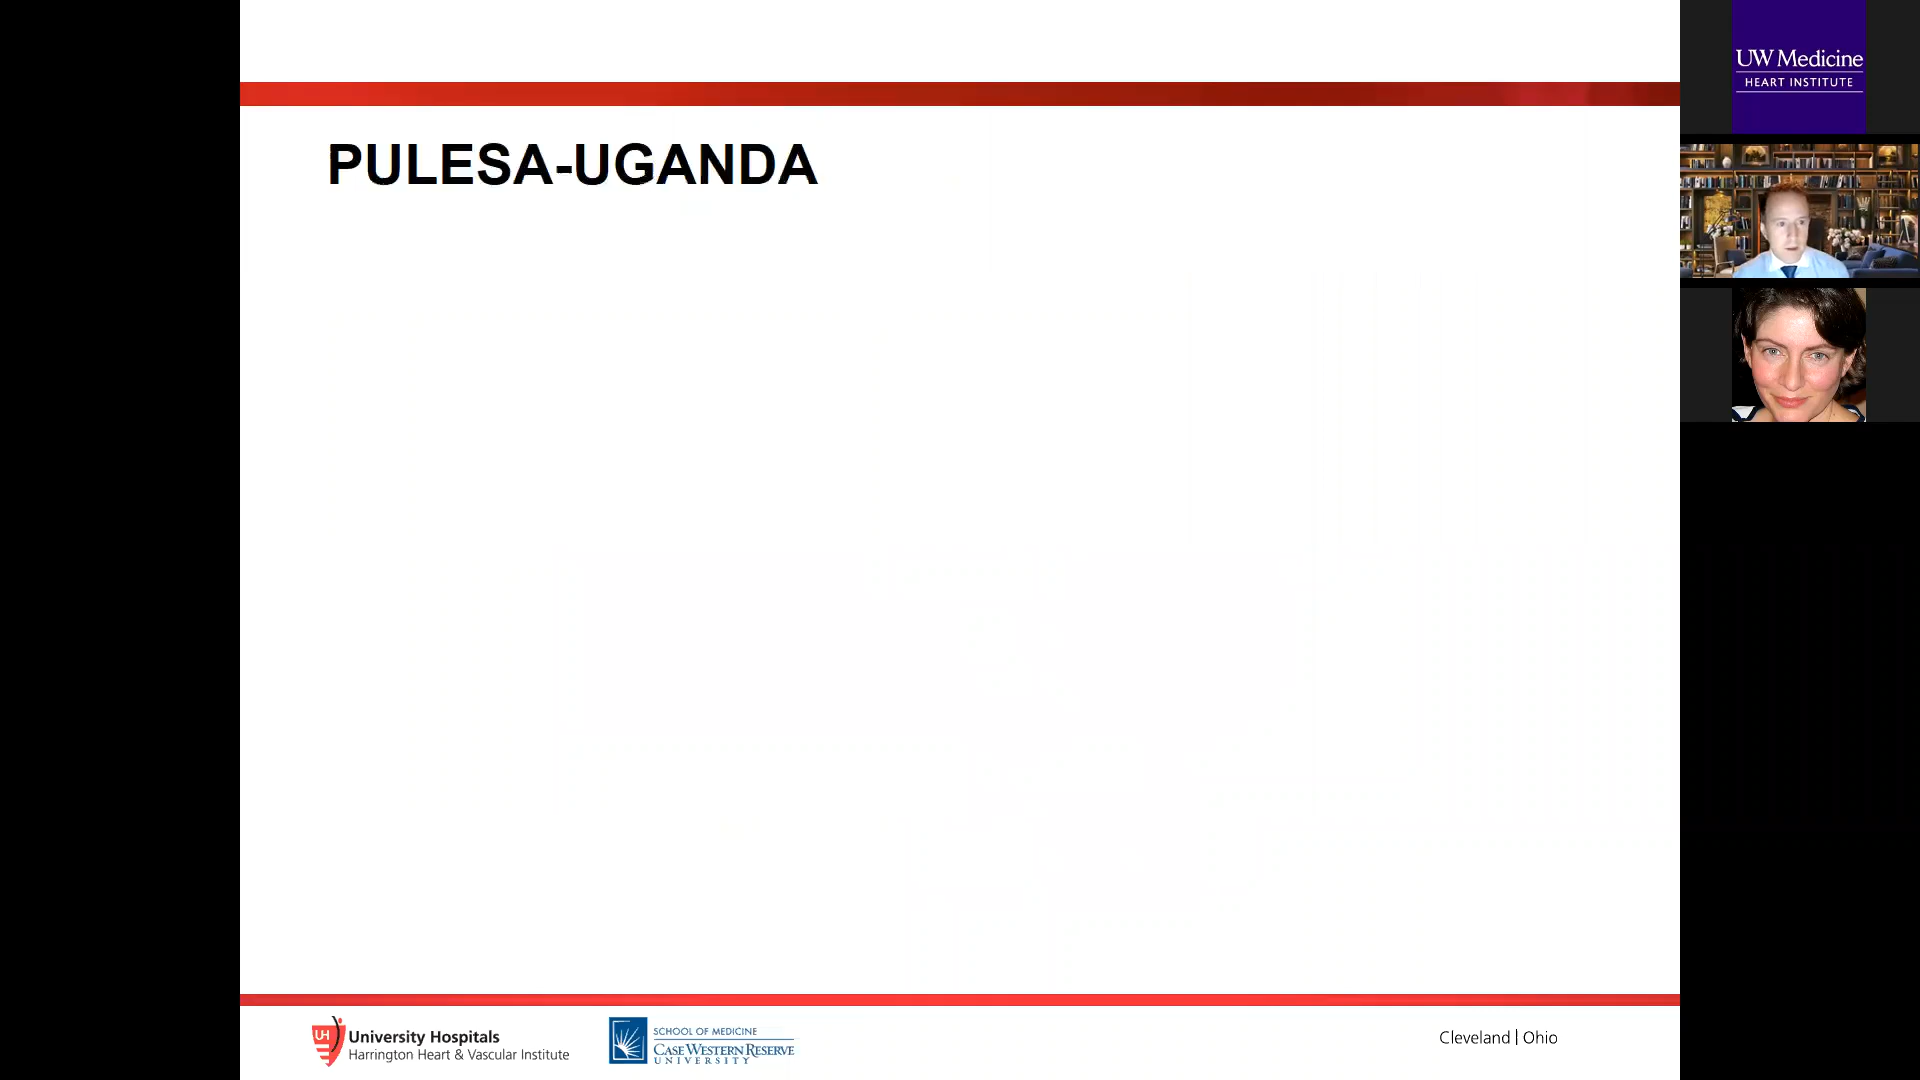 PULESA-UGANDA
UW Medicine
HEART INSTITUTE
UH
University Hospitals
Harrington Heart & Vascular Institute
SCHOOL OF MEDICINE
CASE WESTERN RESERVE
UNIVERSITY
Cleveland | Ohio